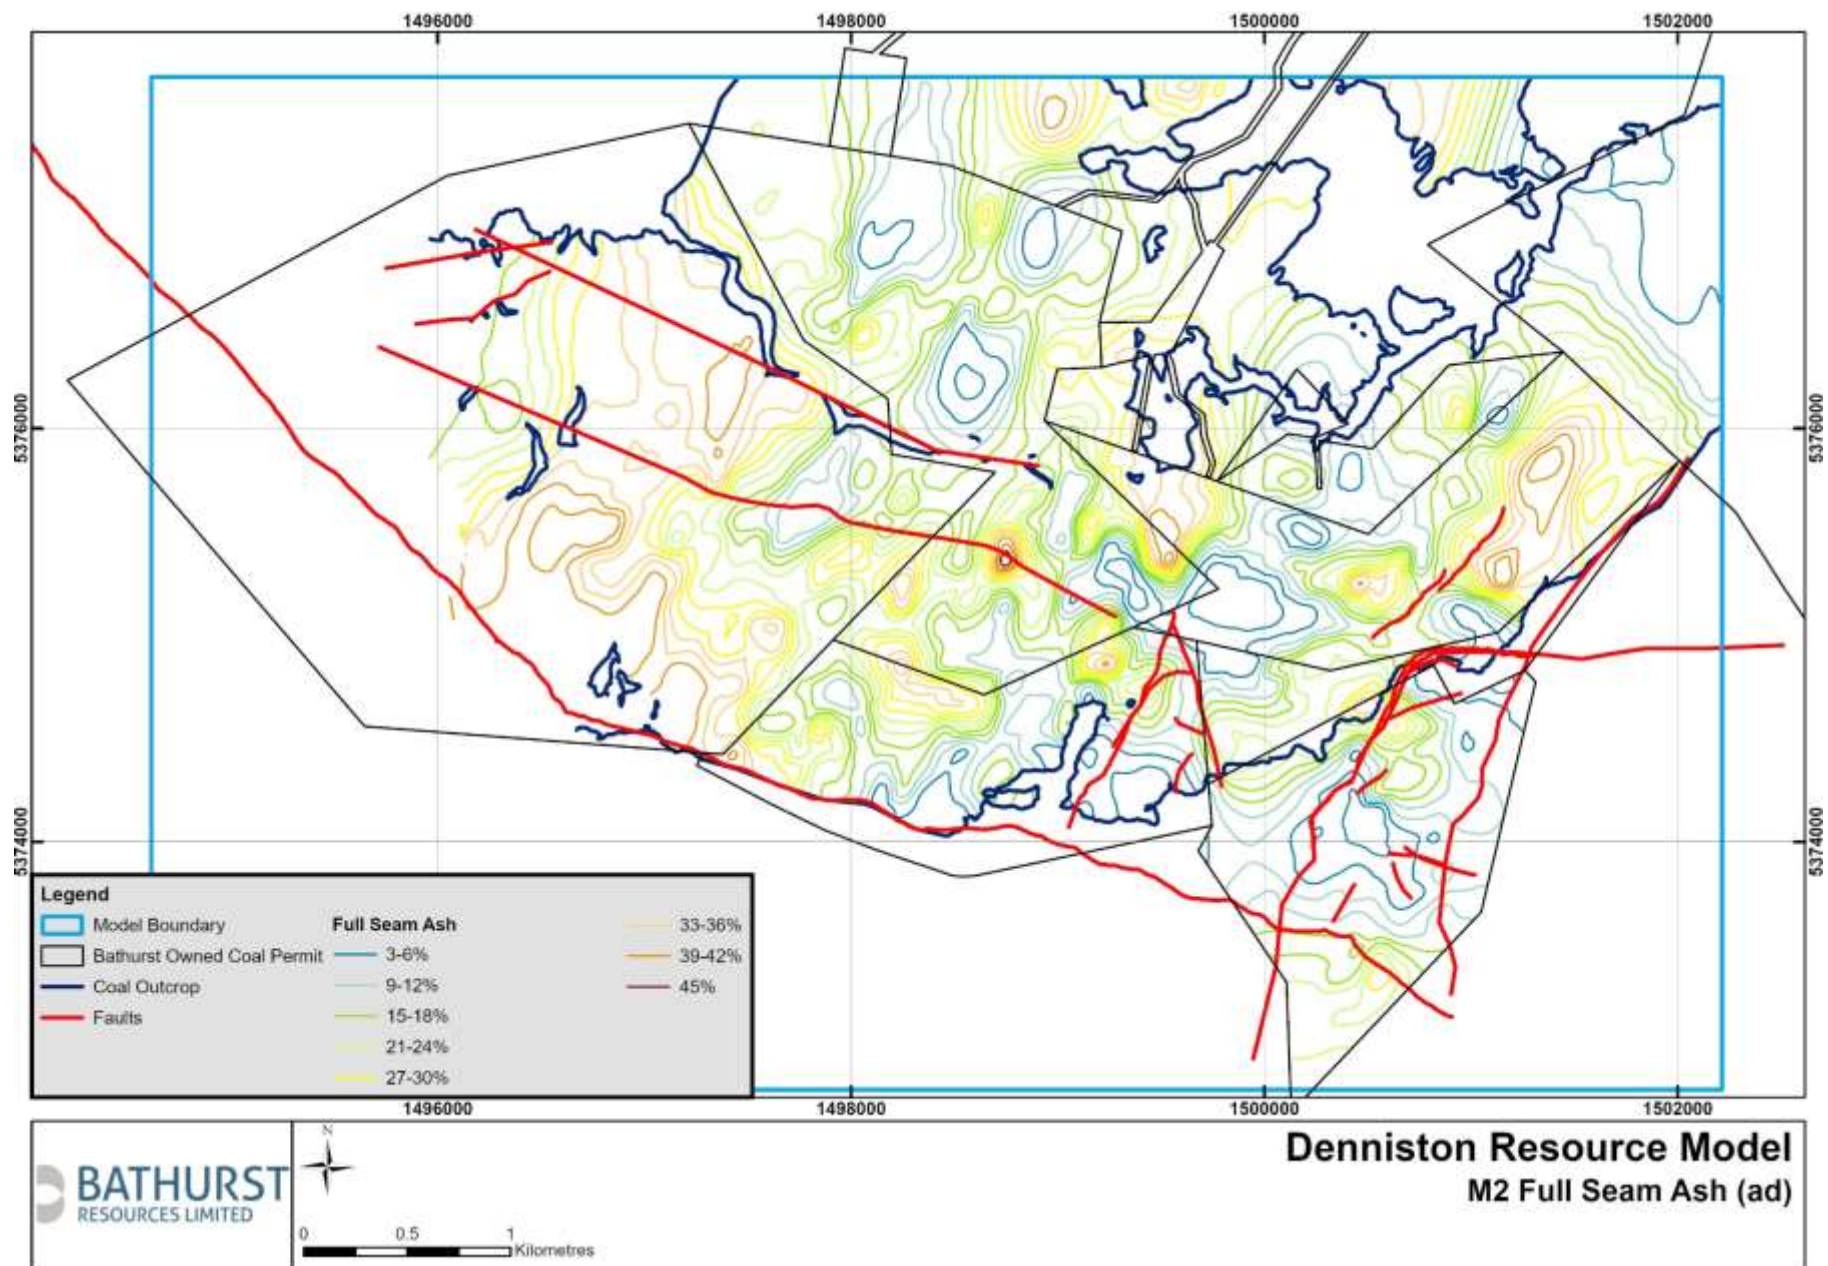 1496000 1498000 1500000 1502000
5376000 5376000
5374000 5374000
Legend
Model Boundary
Bathurst Owned Coal Permit
Coal Outcrop
Faults
Full Seam Ash
3-6%
9-12%
15-18%
21-24%
27-30%
33-36%
39-42%
45%
1496000 1498000 1500000 1502000
BATHURST
RESOURCES LIMITED
N
0 0.5 1
Kilometres
Denniston Resource Model
M2 Full Seam Ash (ad)